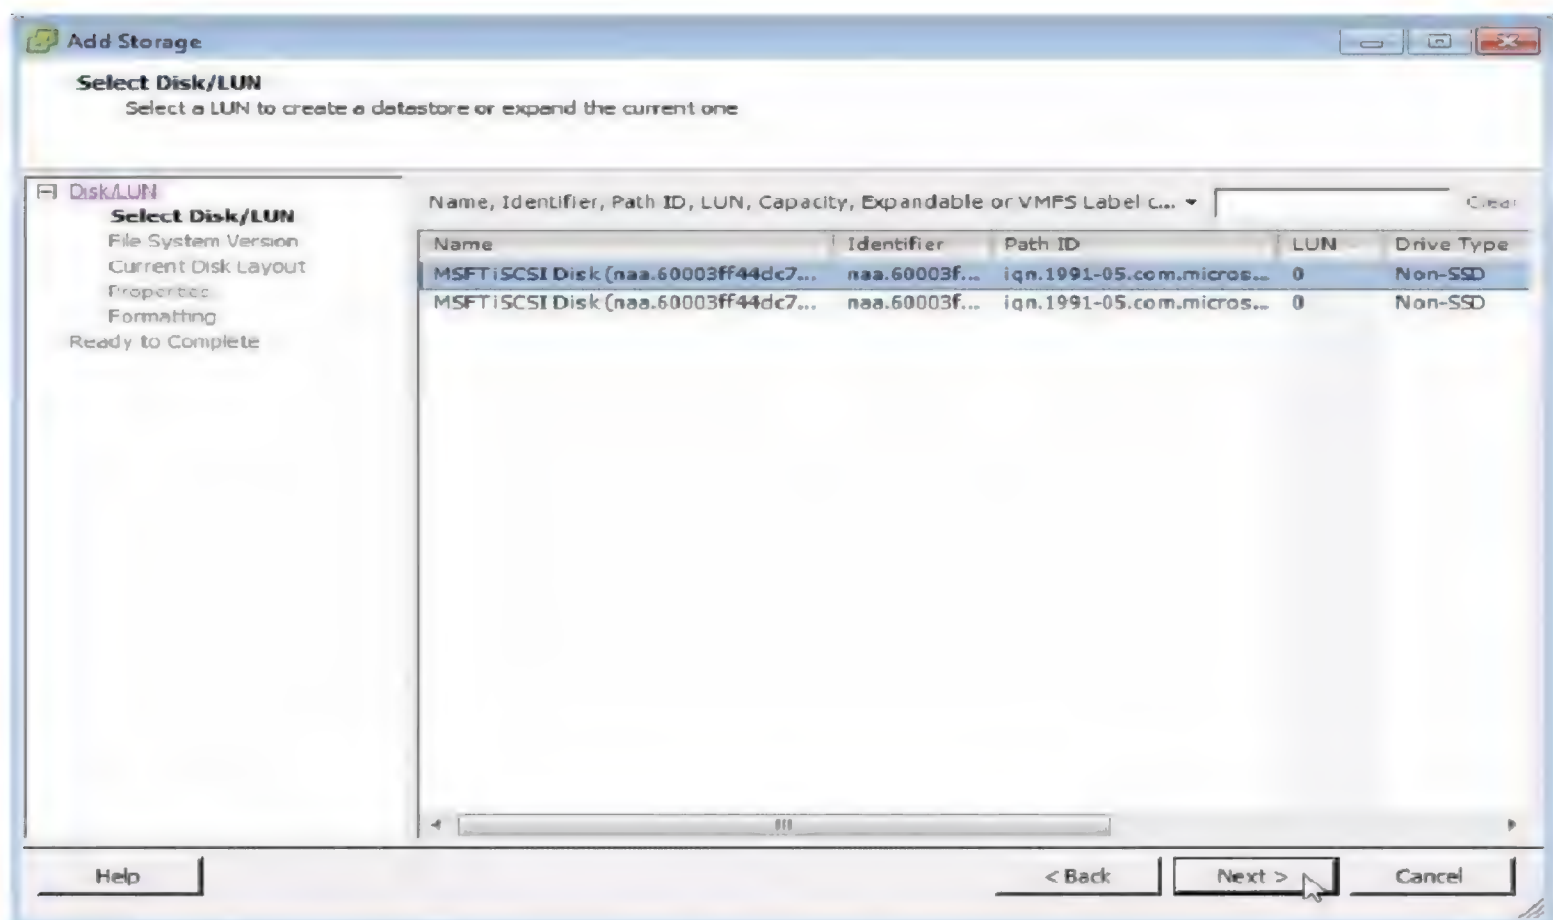 Add Storage
Select Disk/LUN
Select a LUN to create a datastore or expand the current one
Disk/LUN
Select Disk/LUN
File System Version
Current Disk Layout
Properties
Formatting
Ready to Complete
Name, Identifier, Path ID, LUN, Capacity, Expandable or VMFS Label c... Clear
Name Identifier Path ID LUN Drive Type
MSFT iSCSI Disk (naa.60003ff44dc7... naa.60003f... iqn.1991-05.com.micros... 0 Non-SSD
MSFT iSCSI Disk (naa.60003ff44dc7... naa.60003f... iqn.1991-05.com.micros... 0 Non-SSD
Help < Back Next > Cancel